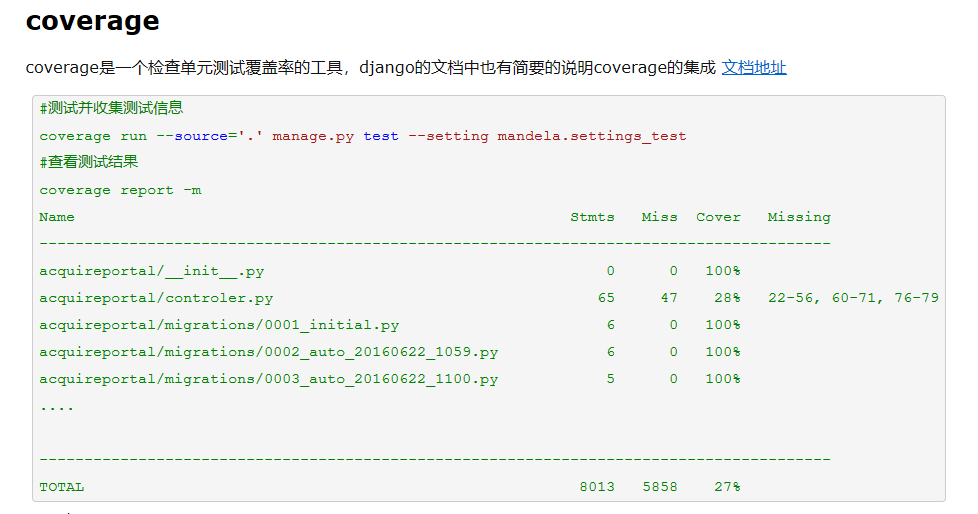 coverage
coverage是一个检查单元测试覆盖率的工具，django的文档中也有简要的说明coverage的集成 文档地址
#测试并收集测试信息
coverage run --source='.' manage.py test --setting mandela.settings_test
#查看测试结果
coverage report -m
Name                                                           Stmts   Miss  Cover   Missing
----------------------------------------------------------------------------------------
acquireportal/__init__.py                                      0      0   100%
acquireportal/controler.py                                    65     47    28%   22-56, 60-71, 76-79
acquireportal/migrations/0001_initial.py                       6      0   100%
acquireportal/migrations/0002_auto_20160622_1059.py            6      0   100%
acquireportal/migrations/0003_auto_20160622_1100.py            5      0   100%
....
----------------------------------------------------------------------------------------
TOTAL                                                       8013   5858    27%